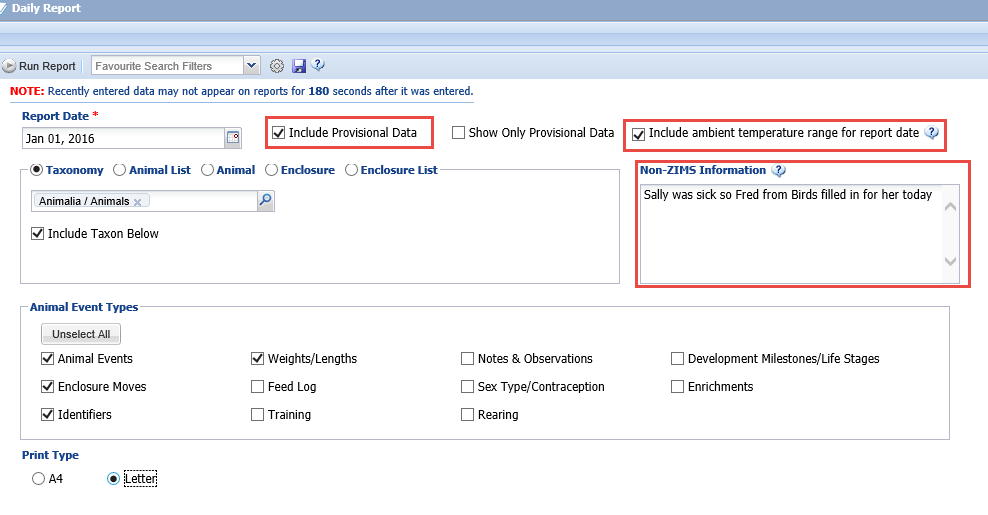 Daily Report
Run Report
Favourite Search Filters
NOTE: Recently entered data may not appear on reports for 180 seconds after it was entered.
Report Date *
Jan 01, 2016
Include Provisional Data
Show Only Provisional Data
Include ambient temperature range for report date
Taxonomy Animal List Animal Enclosure Enclosure List
Animalia / Animals x
Include Taxon Below
Non-ZIMS Information
Sally was sick so Fred from Birds filled in for her today
Animal Event Types
Unselect All
Animal Events Weights/Lengths Notes & Observations Development Milestones/Life Stages
Enclosure Moves Feed Log Sex Type/Contraception Enrichments
Identifiers Training Rearing
Print Type
A4 Letter